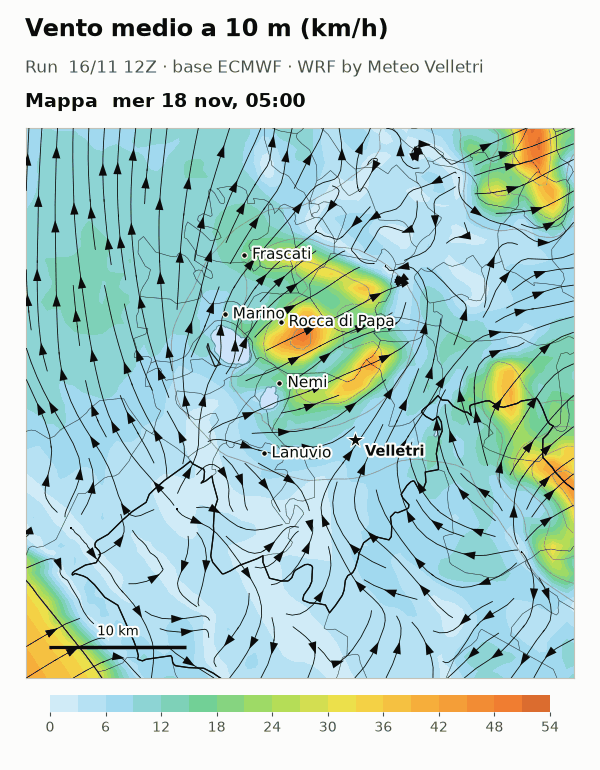 Vento medio a 10 m (km/h)
Run  16/11 12Z · base ECMWF · WRF by Meteo Velletri
Mappa  mer 18 nov, 05:00
Frascati
Marino
Rocca di Papa
Nemi
Velletri
Lanuvio
10 km
0 6 12 18 24 30 36 42 48 54